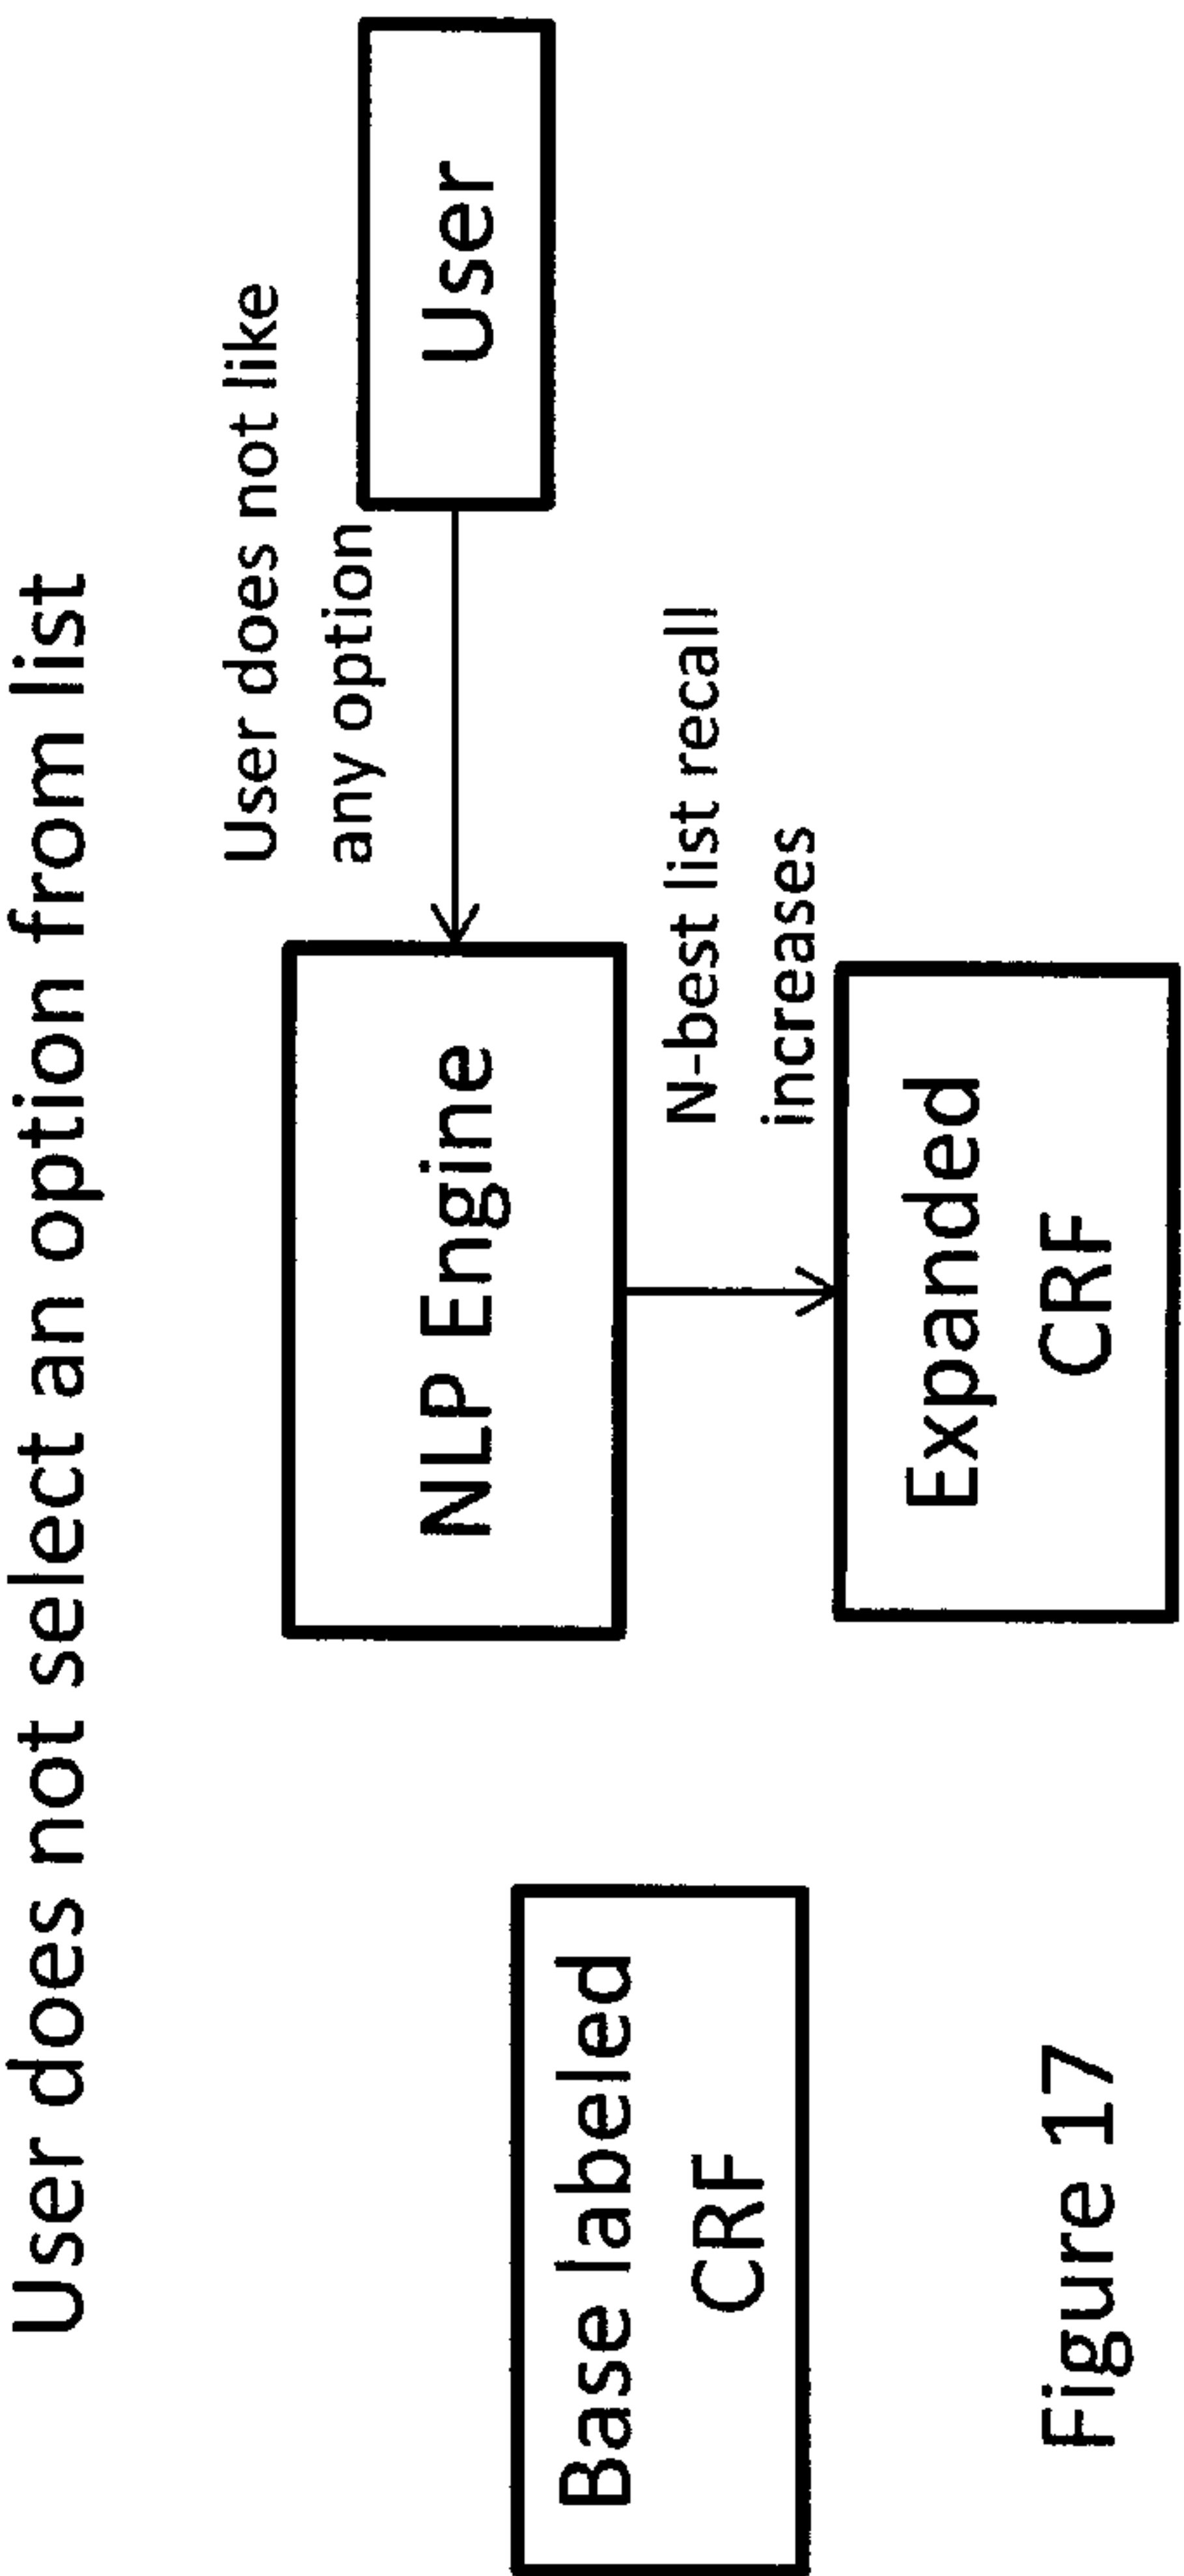 User does not select an option from list
User does not like
any option
User
NLP Engine
N-best list recall
increases
Base labeled
CRF
Expanded
CRF
Figure 17